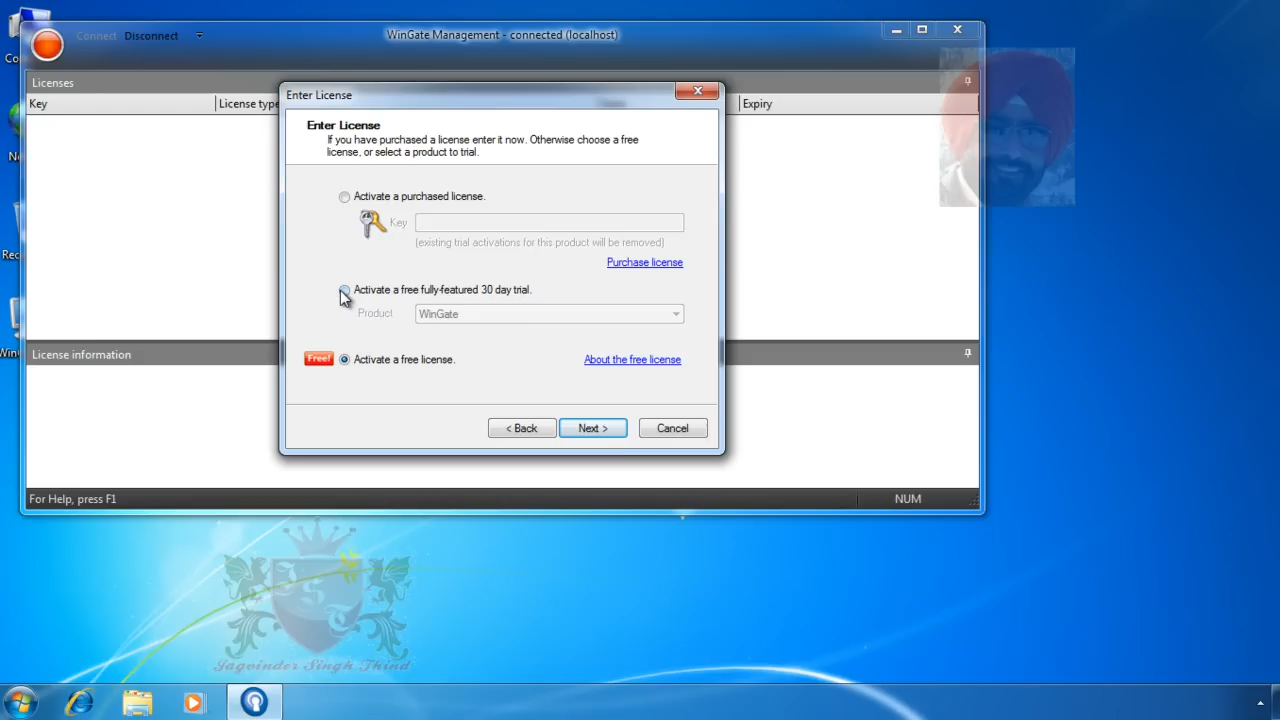 Connect Disconnect WinGate Management - connected (localhost)
Licenses
Key License type Expiry
Enter License
Enter License
If you have purchased a license enter it now. Otherwise choose a free
license, or select a product to trial.
Activate a purchased license.
Key
(existing trial activations for this product will be removed)
Purchase license
Activate a free fully-featured 30 day trial.
Product WinGate
Free! Activate a free license. About the free license
< Back Next > Cancel
License information
For Help, press F1 NUM
Jagvinder Singh Thind